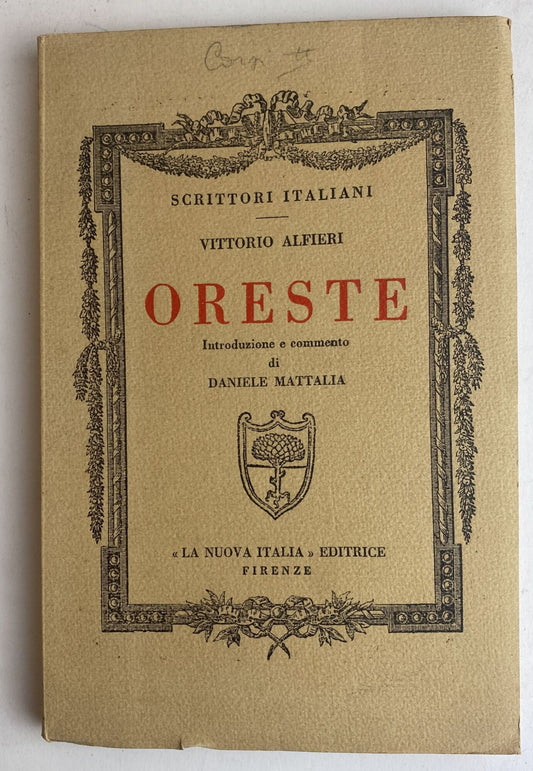 SCRITTORI ITALIANI
VITTORIO ALFIERI
ORESTE
Introduzione e commento
di
DANIELE MATTALIA
« LA NUOVA ITALIA » EDITRICE
FIRENZE